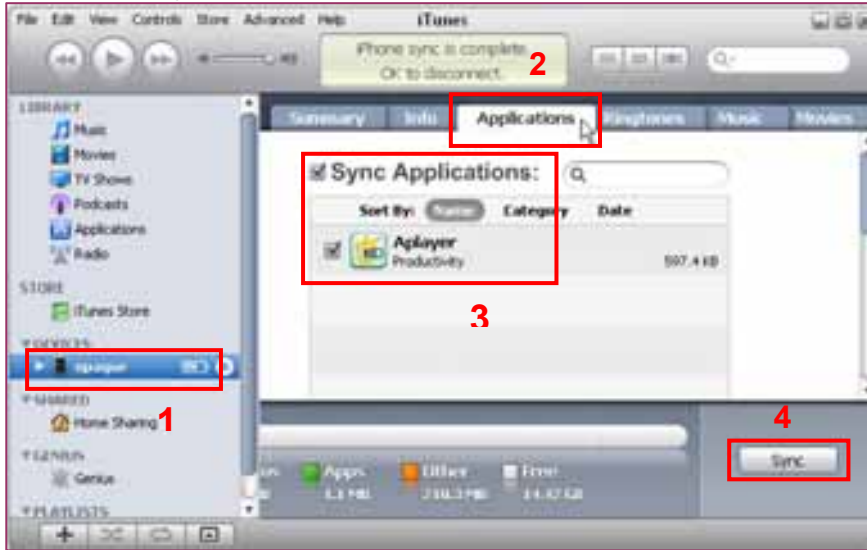 File Edit View Controls Store Advanced Help
iTunes
iPhone sync is complete.
OK to disconnect.
2
LIBRARY
Music
Movies
TV Shows
Podcasts
Applications
Radio
STORE
iTunes Store
DEVICES
1
SHARED
Home Sharing
GENIUS
Genius
PLAYLISTS
Summary Info Applications Ringtones Music Movies
Sync Applications:
Sort By: Name Category Date
Aplayer
Productivity
597.4 KB
3
4
Apps Other Free
Sync